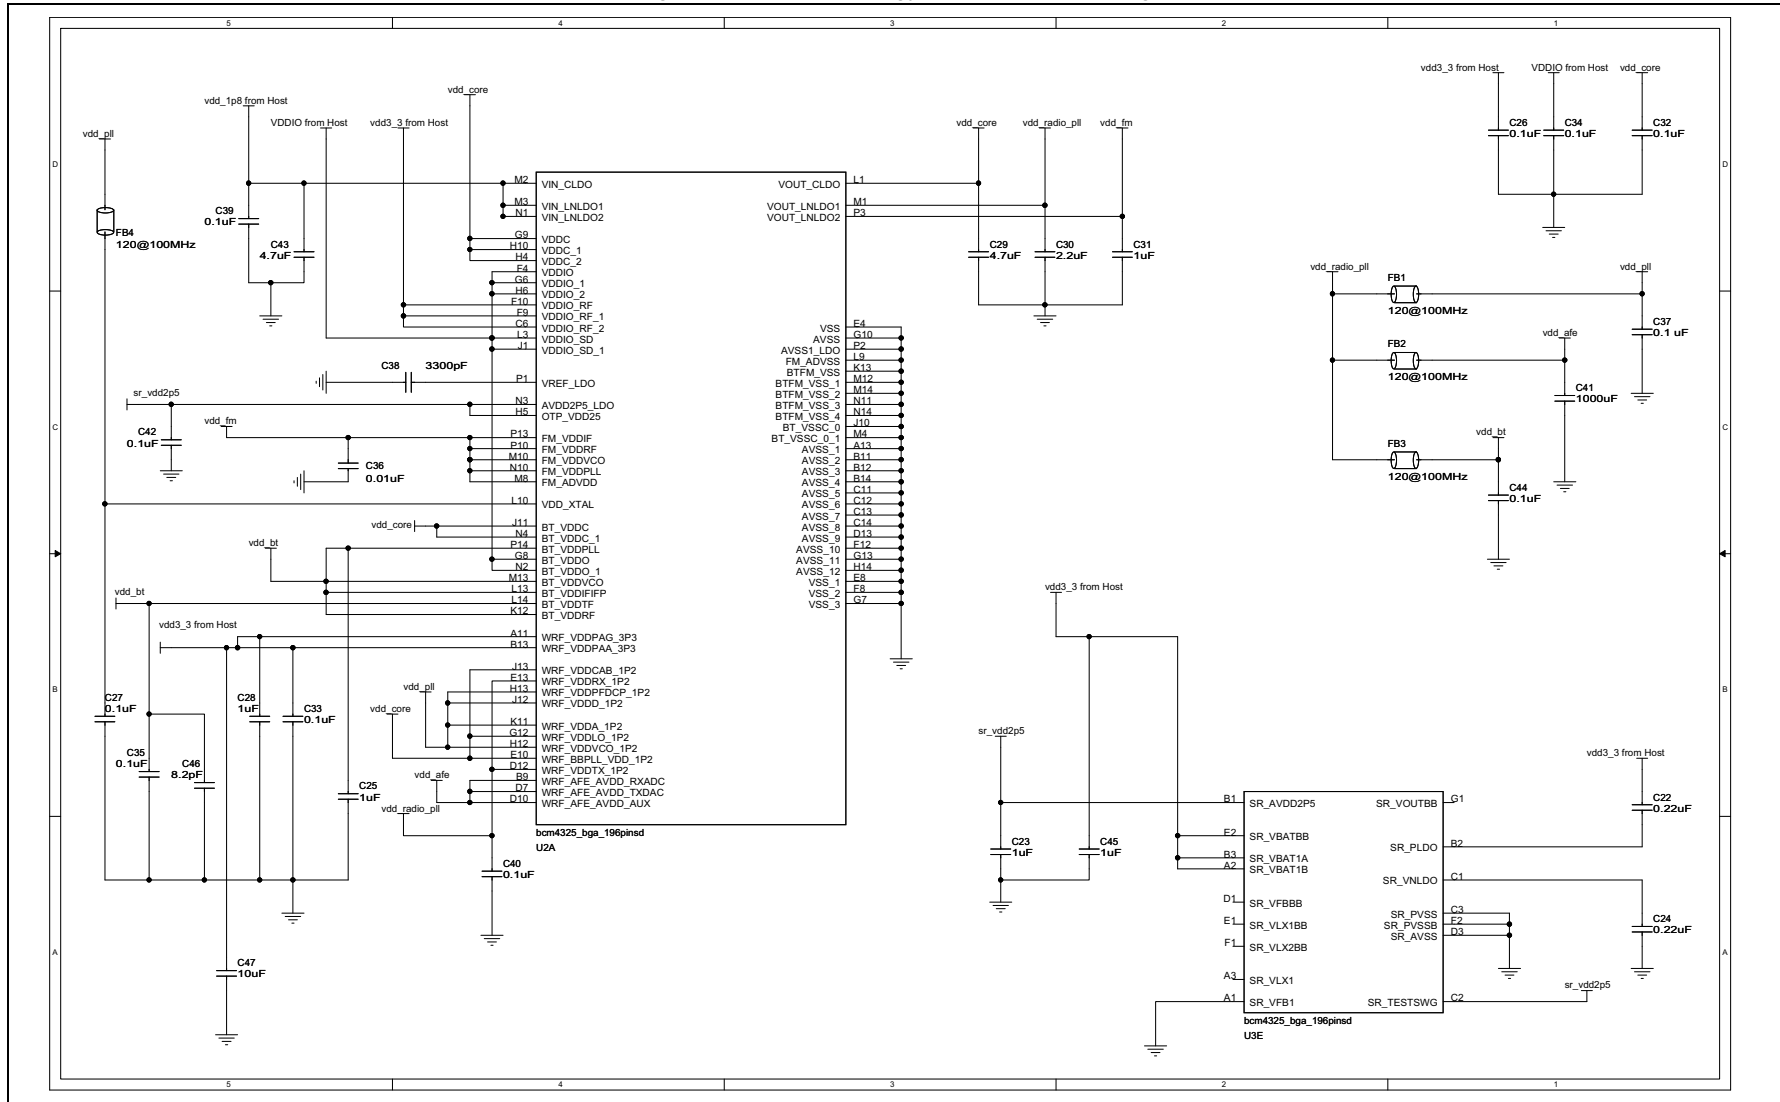 5 4 3 2 1
vdd_pll
vdd_1p8 from Host
VDDIO from Host
vdd3_3 from Host
vdd_core
vdd_core
vdd_radio_pll
vdd_fm
vdd3_3 from Host
VDDIO from Host
vdd_core
C26
0.1uF
C34
0.1uF
C32
0.1uF
D
D
FB4
120@100MHz
C39
0.1uF
C43
4.7uF
C29
4.7uF
C30
2.2uF
C31
1uF
M2 VIN_CLDO
M3 VIN_LNLDO1
N1 VIN_LNLDO2
G9 VDDC
H10 VDDC_1
H4 VDDC_2
F4 VDDIO
G6 VDDIO_1
H6 VDDIO_2
F10 VDDIO_RF
F9 VDDIO_RF_1
C6 VDDIO_RF_2
L3 VDDIO_SD
J1 VDDIO_SD_1
C38 3300pF
P1 VREF_LDO
sr_vdd2p5
N3 AVDD2P5_LDO
H5 OTP_VDD25
C42
0.1uF
vdd_fm
P13 FM_VDDIF
P10 FM_VDDRF
M10 FM_VDDVCO
N10 FM_VDDPLL
M8 FM_ADVDD
C36
0.01uF
L10 VDD_XTAL
vdd_core
J11 BT_VDDC
N4 BT_VDDC_1
P14 BT_VDDPLL
G8 BT_VDDO
N2 BT_VDDO_1
M13 BT_VDDVCO
L13 BT_VDDIFIFP
L14 BT_VDDTF
K12 BT_VDDRF
vdd_bt
vdd_bt
vdd3_3 from Host
A11 WRF_VDDPAG_3P3
B13 WRF_VDDPAA_3P3
J13 WRF_VDDCAB_1P2
E13 WRF_VDDRX_1P2
H13 WRF_VDDPFDCP_1P2
J12 WRF_VDDD_1P2
K11 WRF_VDDA_1P2
G12 WRF_VDDLO_1P2
H12 WRF_VDDVCO_1P2
E10 WRF_BBPLL_VDD_1P2
D12 WRF_VDDTX_1P2
B9 WRF_AFE_AVDD_RXADC
D7 WRF_AFE_AVDD_TXDAC
D10 WRF_AFE_AVDD_AUX
vdd_pll
vdd_core
vdd_afe
vdd_radio_pll
bcm4325_bga_196pinsd
U2A
VOUT_CLDO L1
VOUT_LNLDO1 M1
VOUT_LNLDO2 P3
VSS E4
AVSS G10
AVSS1_LDO P2
FM_ADVSS L9
BTFM_VSS K13
BTFM_VSS_1 M12
BTFM_VSS_2 M14
BTFM_VSS_3 N11
BTFM_VSS_4 N14
BT_VSSC_0 J10
BT_VSSC_0_1 M4
AVSS_1 A13
AVSS_2 B11
AVSS_3 B12
AVSS_4 B14
AVSS_5 C11
AVSS_6 C12
AVSS_7 C13
AVSS_8 C14
AVSS_9 D13
AVSS_10 F12
AVSS_11 G13
AVSS_12 H14
VSS_1 E8
VSS_2 F8
VSS_3 G7
C27
0.1uF
C35
0.1uF
C46
8.2pF
C28
1uF
C33
0.1uF
C25
1uF
C40
0.1uF
C47
10uF
vdd_radio_pll
FB1
120@100MHz
vdd_pll
C37
0.1 uF
FB2
120@100MHz
vdd_afe
C41
1000uF
FB3
120@100MHz
vdd_bt
C44
0.1uF
C
C
B
B
vdd3_3 from Host
sr_vdd2p5
C23
1uF
C45
1uF
B1 SR_AVDD2P5
E2 SR_VBATBB
B3 SR_VBAT1A
A2 SR_VBAT1B
D1 SR_VFBBB
E1 SR_VLX1BB
F1 SR_VLX2BB
A3 SR_VLX1
A1 SR_VFB1
SR_VOUTBB G1
SR_PLDO B2
SR_VNLDO C1
SR_PVSS C3
SR_PVSSB F2
SR_AVSS D3
SR_TESTSWG C2
bcm4325_bga_196pinsd
U3E
vdd3_3 from Host
C22
0.22uF
C24
0.22uF
sr_vdd2p5
A
A
5 4 3 2 1